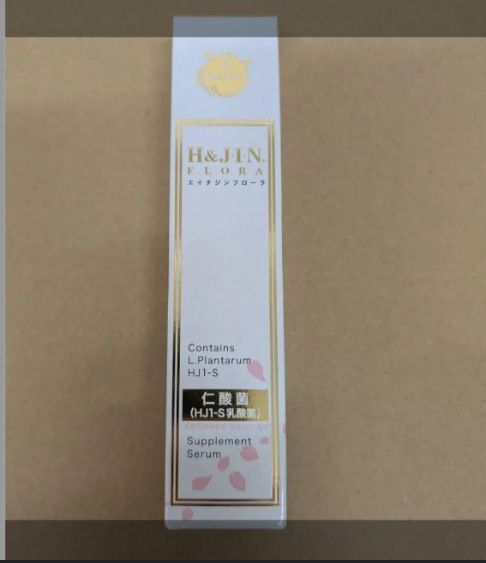 H&J·I·N®
FLORA
エイチジンフローラ
Contains
L.Plantarum
HJ1-S
仁酸菌
(HJ1-S乳酸菌)
Supplement
Serum